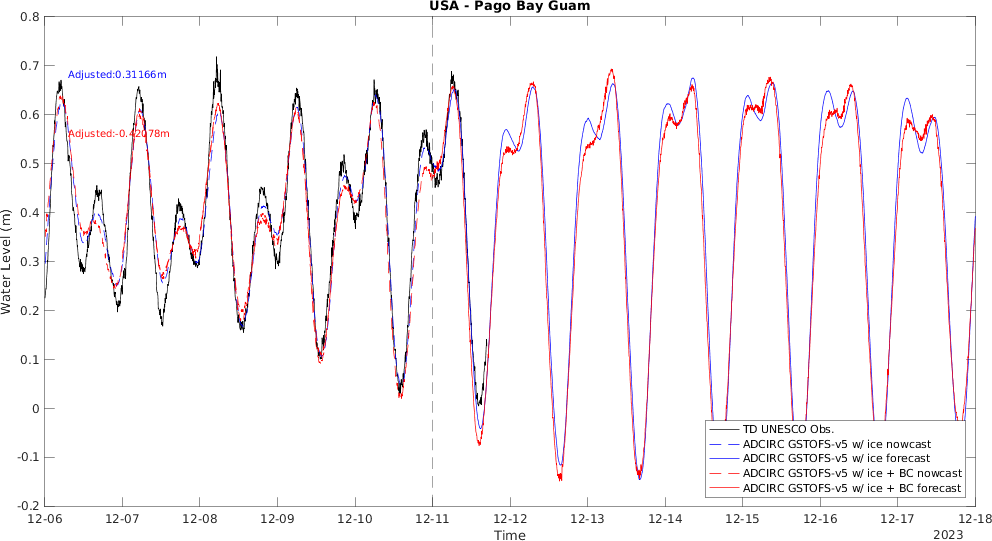 USA - Pago Bay Guam
0.8
0.7
0.6
0.5
0.4
0.3
0.2
0.1
0
-0.1
-0.2
Water Level (m)
Adjusted:0.31166m
Adjusted:-0.42078m
TD UNESCO Obs.
ADCIRC GSTOFS-v5 w/ ice nowcast
ADCIRC GSTOFS-v5 w/ ice forecast
ADCIRC GSTOFS-v5 w/ ice + BC nowcast
ADCIRC GSTOFS-v5 w/ ice + BC forecast
12-06 12-07 12-08 12-09 12-10 12-11 12-12 12-13 12-14 12-15 12-16 12-17 12-18
Time
2023